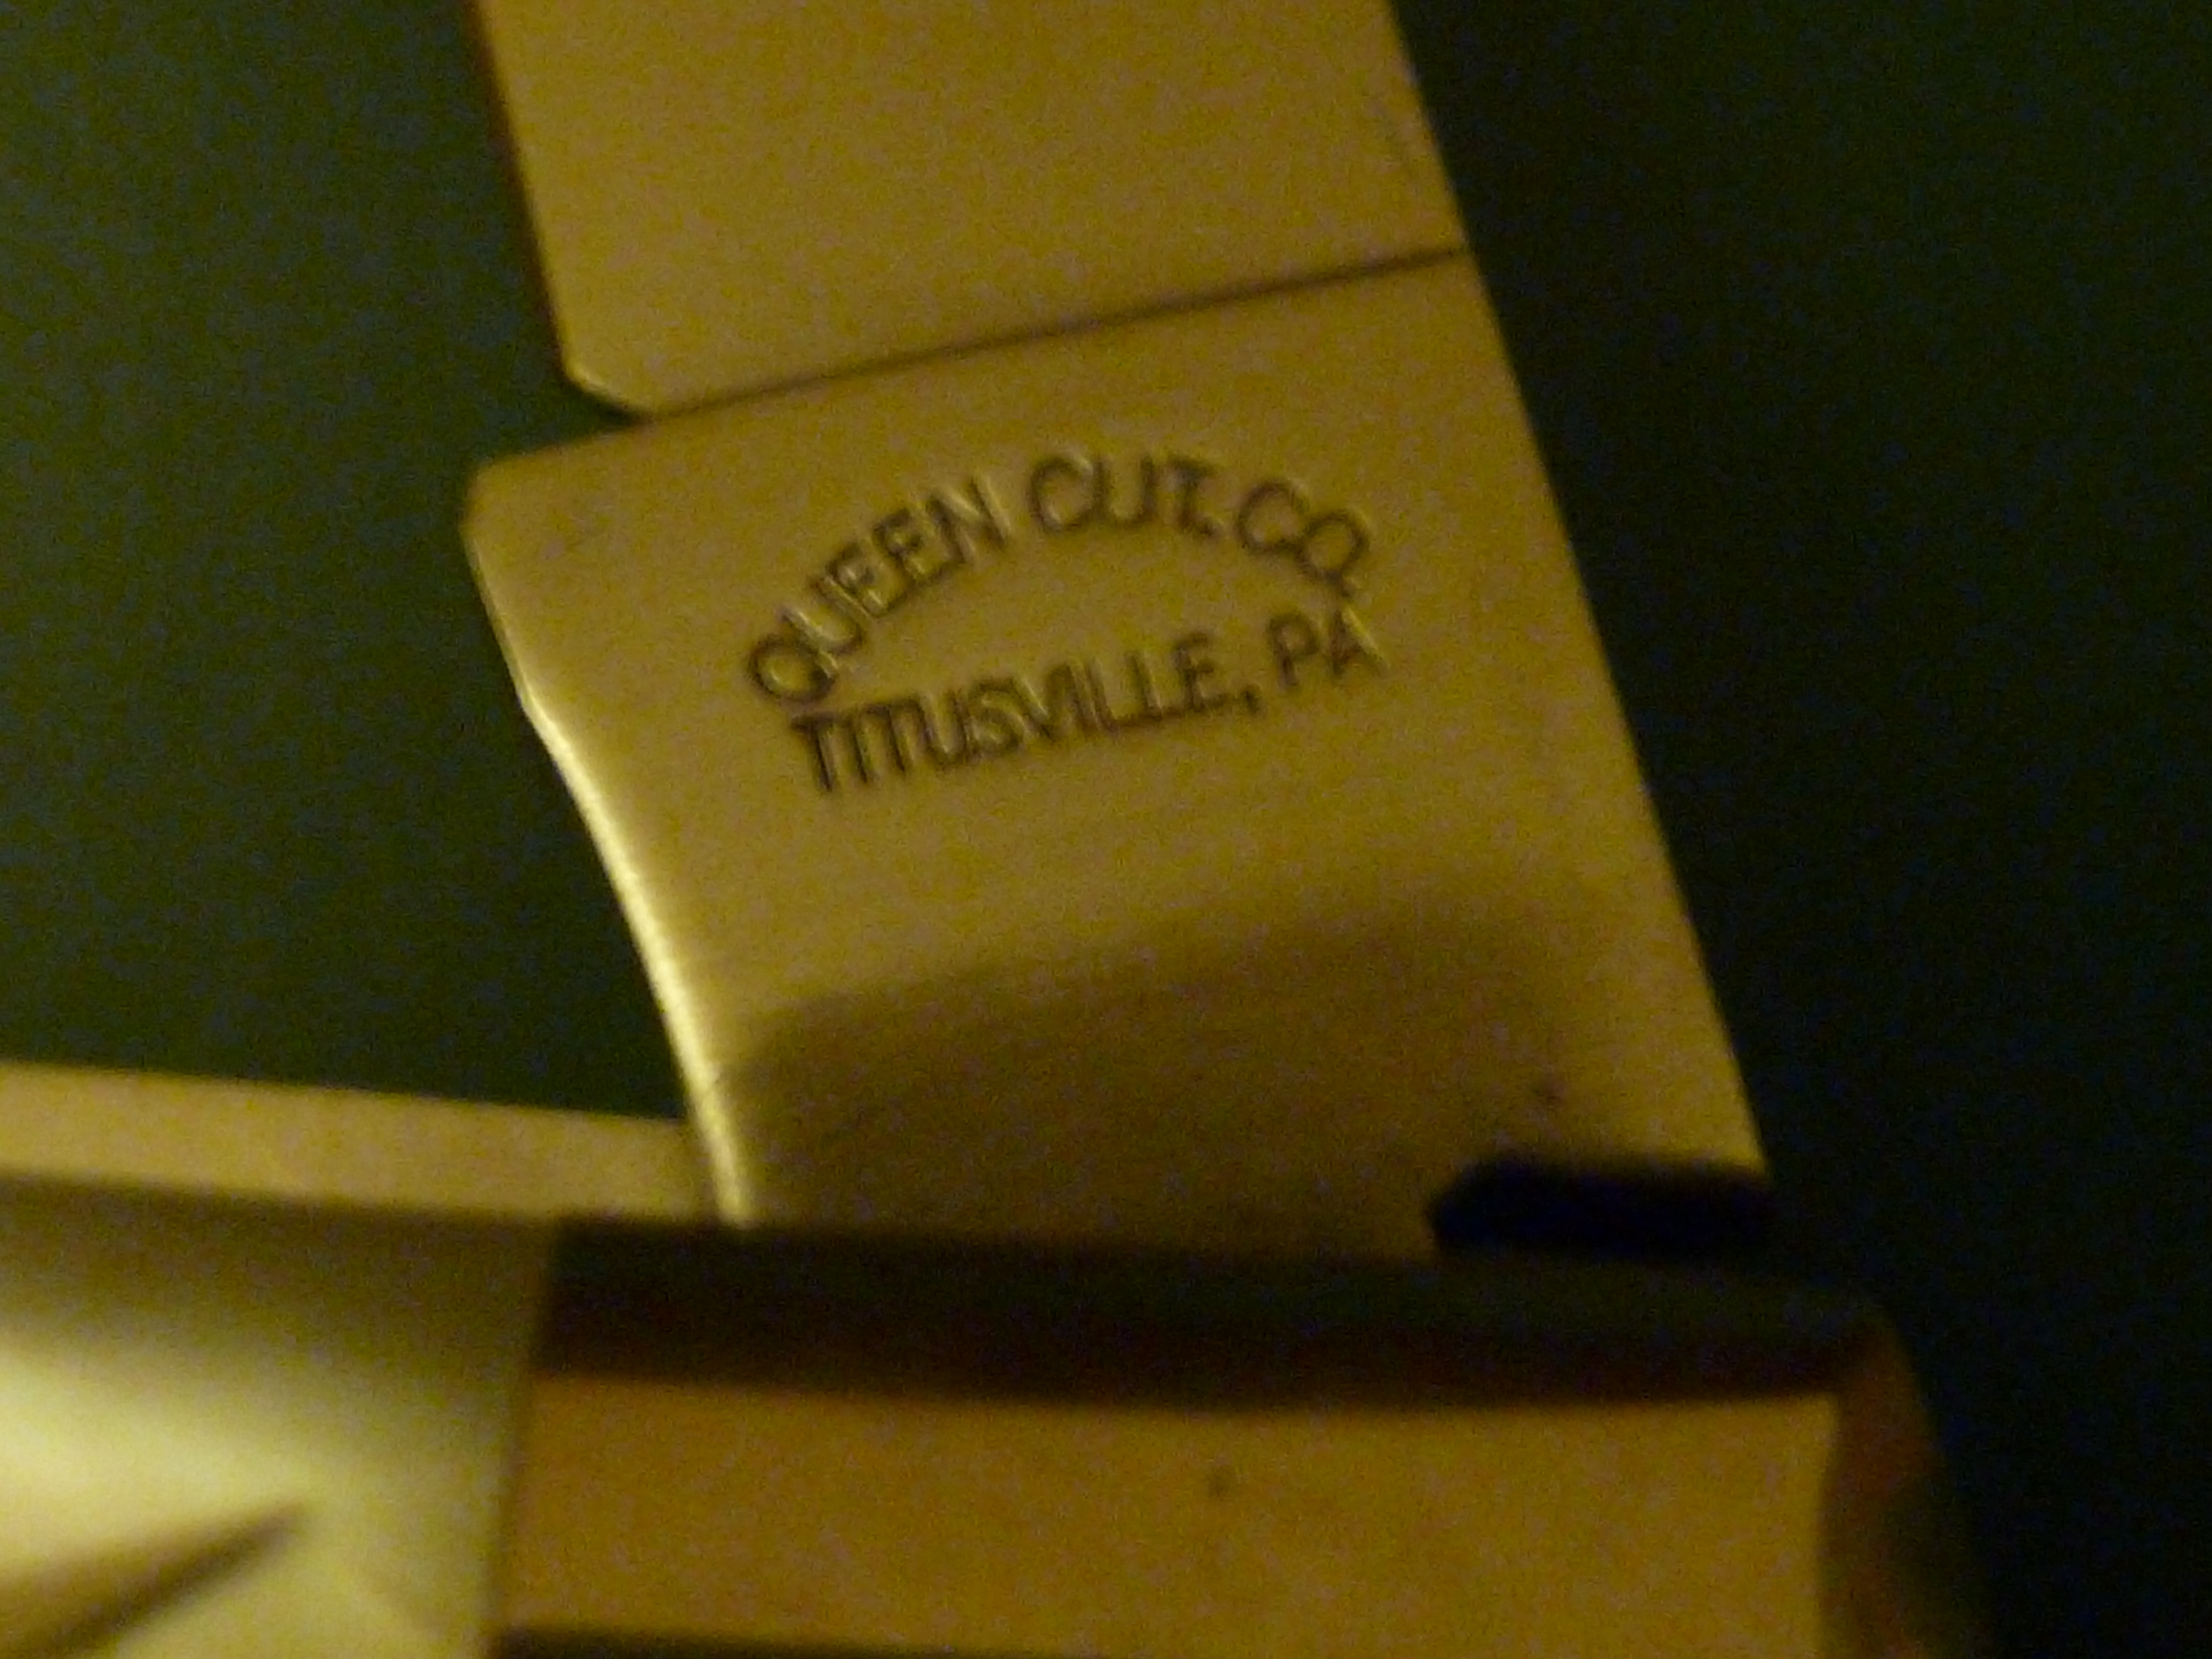 QUEEN CUT. CO.
TITUSVILLE, PA